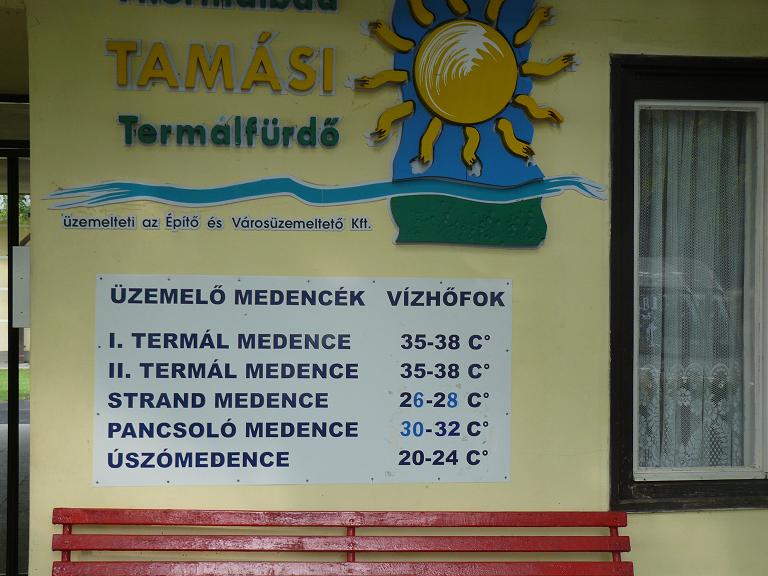 Thermalbad
TAMÁSI
Termálfürdő
üzemelteti az Építő és Városüzemeltető Kft.
ÜZEMELŐ MEDENCÉK VÍZHŐFOK
I. TERMÁL MEDENCE 35-38 C°
II. TERMÁL MEDENCE 35-38 C°
STRAND MEDENCE 26-28 C°
PANCSOLÓ MEDENCE 30-32 C°
ÚSZÓMEDENCE 20-24 C°